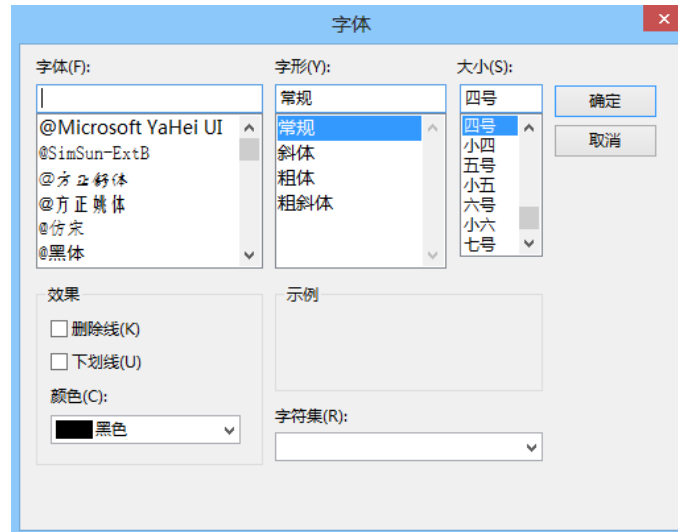 字体
字体(F):
字形(Y):
大小(S):
常规
四号
确定
@Microsoft YaHei UI
@SimSun-ExtB
@方正舒体
@方正姚体
@仿宋
@黑体
常规
斜体
粗体
粗斜体
四号
小四
五号
小五
六号
小六
七号
取消
效果
删除线(K)
下划线(U)
颜色(C):
黑色
示例
字符集(R):